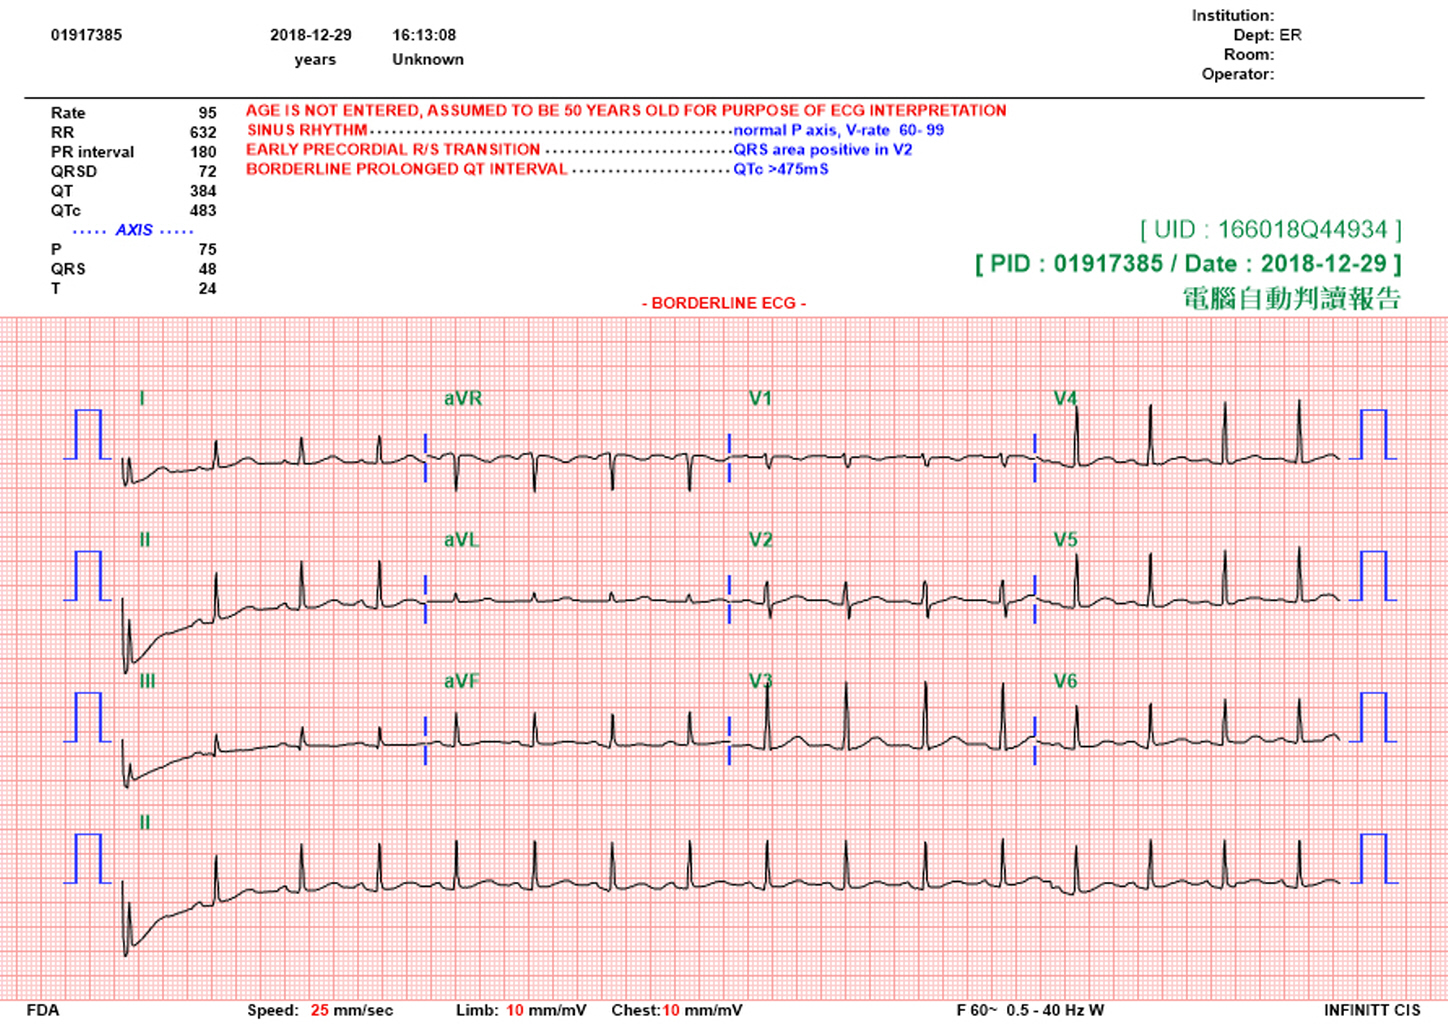 Institution:
01917385 2018-12-29 16:13:08 Dept: ER
years Unknown Room:
Operator:
Rate 95 AGE IS NOT ENTERED, ASSUMED TO BE 50 YEARS OLD FOR PURPOSE OF ECG INTERPRETATION
RR 632 SINUS RHYTHM normal P axis, V-rate 60- 99
PR interval 180 EARLY PRECORDIAL R/S TRANSITION QRS area positive in V2
QRSD 72 BORDERLINE PROLONGED QT INTERVAL QTc >475mS
QT 384
QTc 483
····· AXIS ·····
P 75
QRS 48
T 24
[ UID : 166018Q44934 ]
[ PID : 01917385 / Date : 2018-12-29 ]
電腦自動判讀報告
- BORDERLINE ECG -
I aVR V1 V4
II aVL V2 V5
III aVF V3 V6
II
FDA Speed: 25 mm/sec Limb: 10 mm/mV Chest:10 mm/mV F 60~ 0.5 - 40 Hz W INFINITT CIS